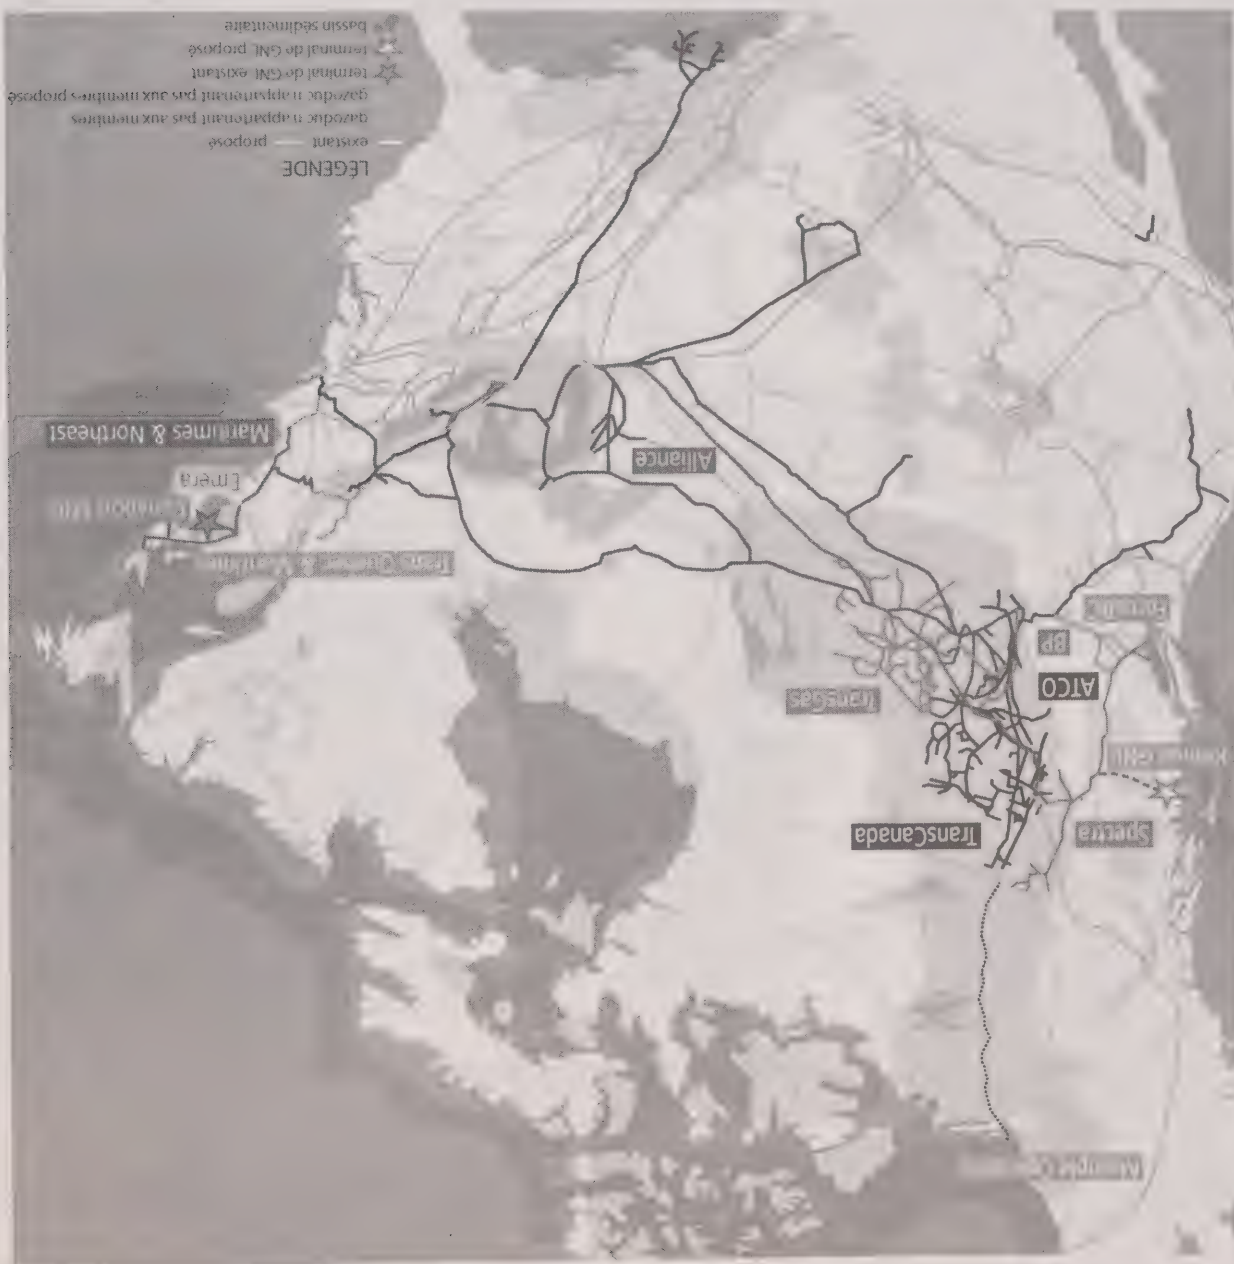 Spectra
TransCanada
ATCO
BP
TransGas
Alliance
Emera
Maritimes & Northeast
LÉGENDE
existant proposé
gazoduc n'appartenant pas aux membres
gazoduc n'appartenant pas aux membres proposé
terminal de GNL existant
terminal de GNL proposé
bassin sédimentaire